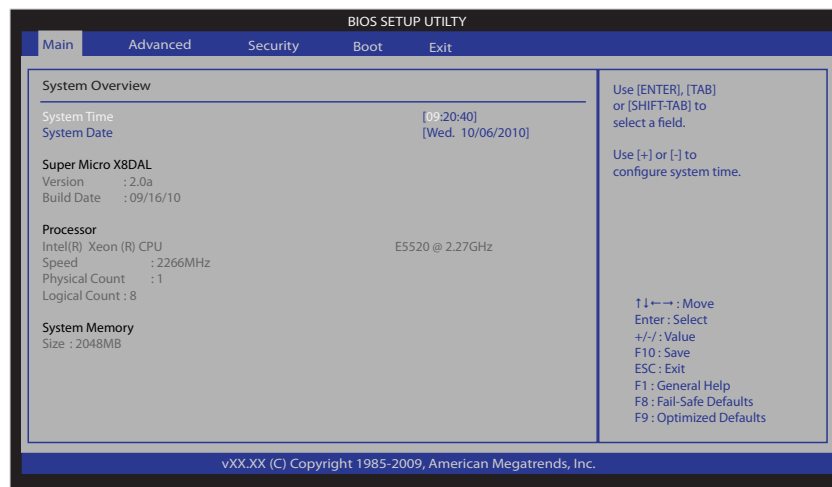 BIOS SETUP UTILTY
Main Advanced Security Boot Exit
System Overview
System Time [09:20:40]
System Date [Wed. 10/06/2010]
Super Micro X8DAL
Version : 2.0a
Build Date : 09/16/10
Processor
Intel(R) Xeon (R) CPU E5520 @ 2.27GHz
Speed : 2266MHz
Physical Count : 1
Logical Count : 8
System Memory
Size : 2048MB
Use [ENTER], [TAB]
or [SHIFT-TAB] to
select a field.
Use [+] or [-] to
configure system time.
↑↓←→ : Move
Enter : Select
+/-/ : Value
F10 : Save
ESC : Exit
F1 : General Help
F8 : Fail-Safe Defaults
F9 : Optimized Defaults
vXX.XX (C) Copyright 1985-2009, American Megatrends, Inc.